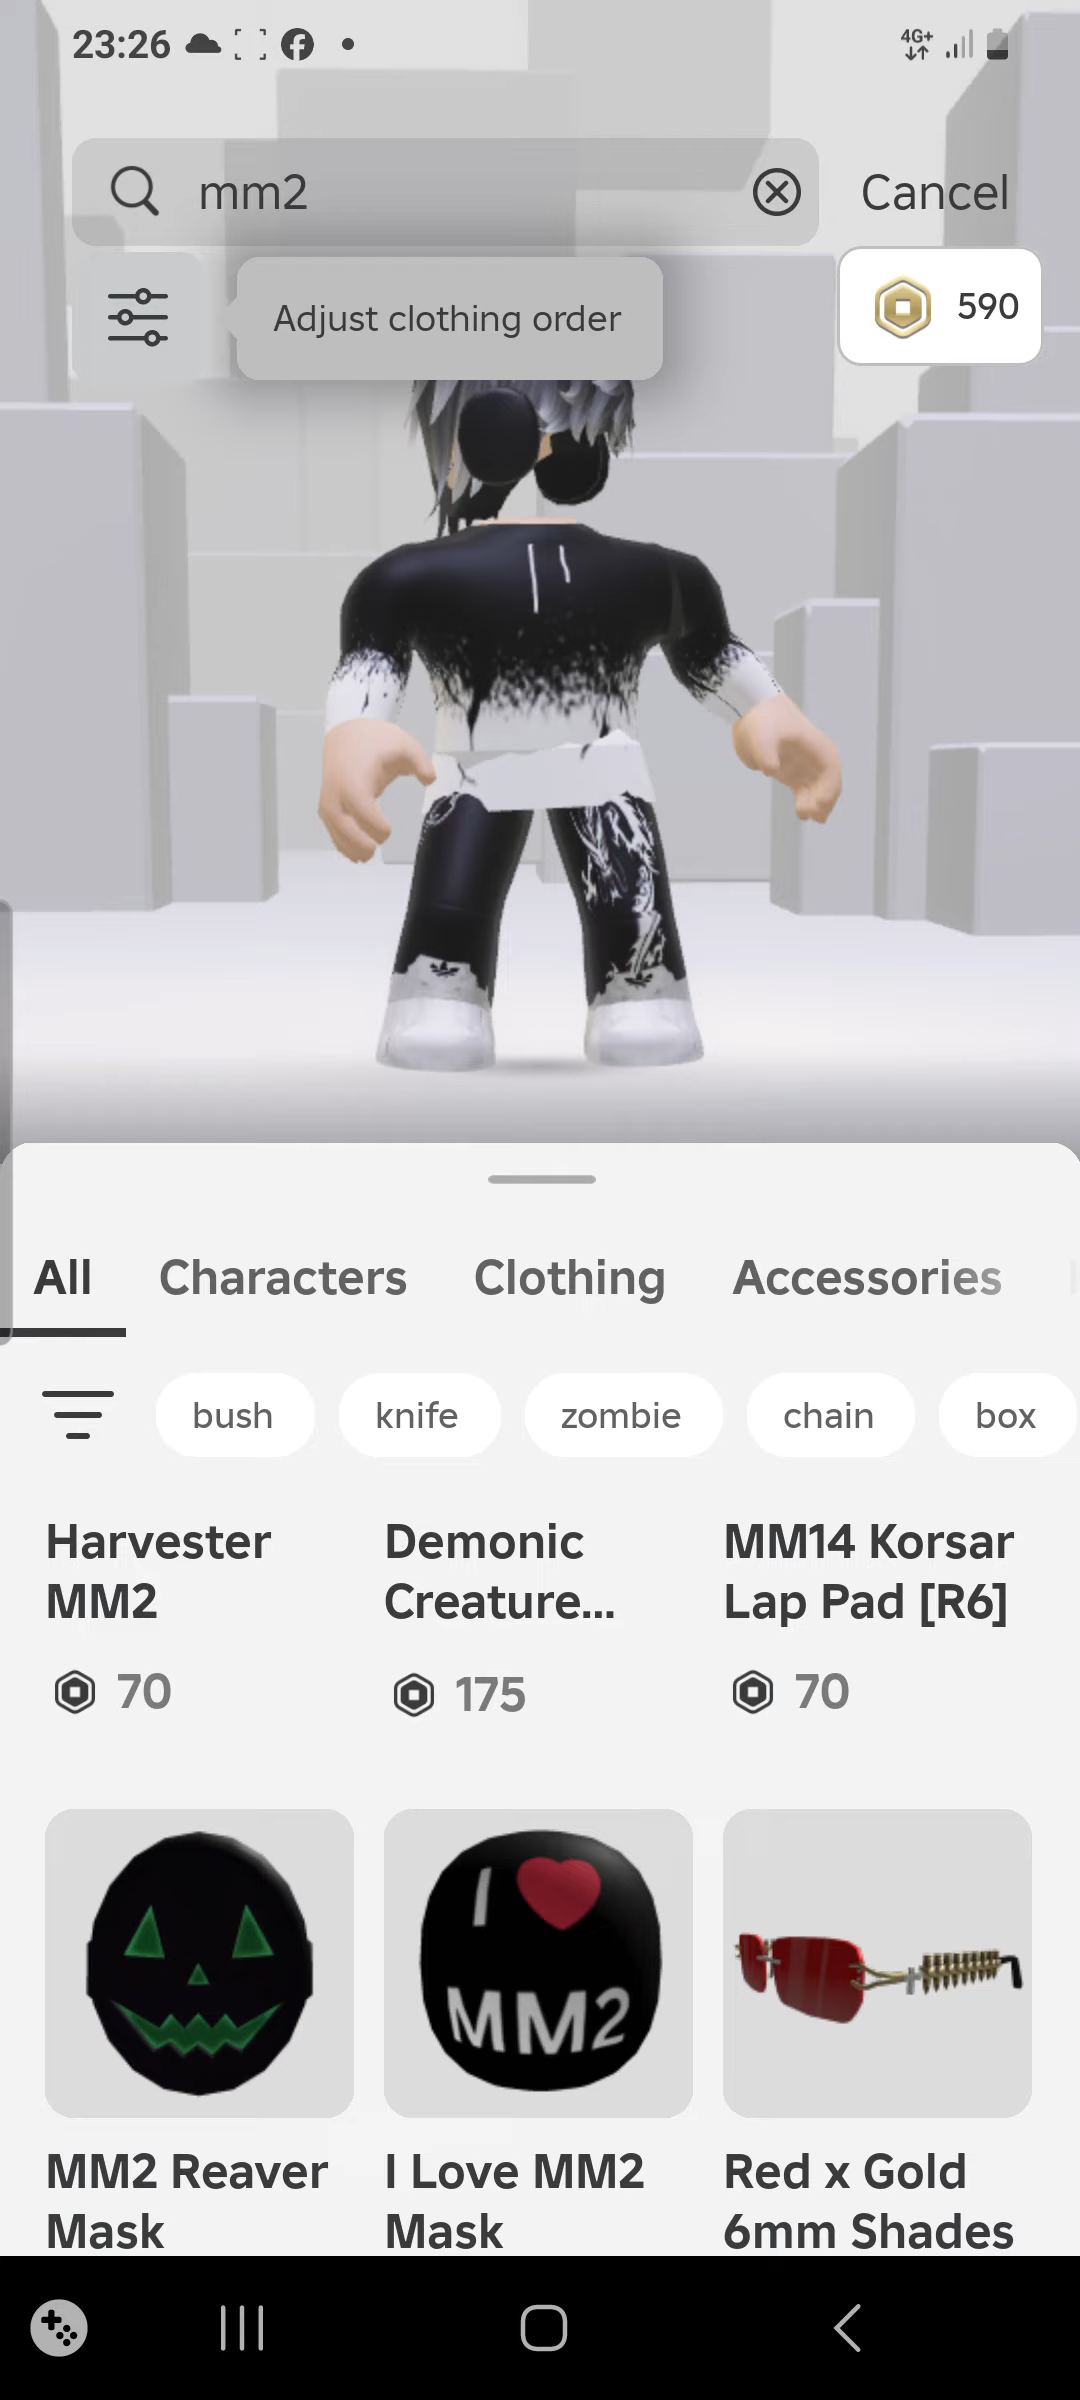 23:26
4G+
mm2
Cancel
Adjust clothing order
590
All Characters Clothing Accessories
bush knife zombie chain box
Harvester
MM2
70
Demonic
Creature...
175
MM14 Korsar
Lap Pad [R6]
70
I
MM2
MM2 Reaver
Mask
I Love MM2
Mask
Red x Gold
6mm Shades